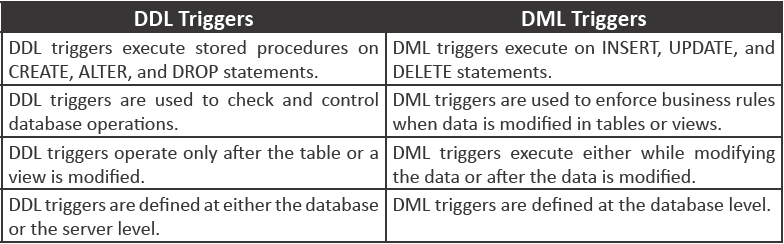 DDL Triggers
DML Triggers
DDL triggers execute stored procedures on
CREATE, ALTER, and DROP statements.
DML triggers execute on INSERT, UPDATE, and
DELETE statements.
DDL triggers are used to check and control
database operations.
DML triggers are used to enforce business rules
when data is modified in tables or views.
DDL triggers operate only after the table or a
view is modified.
DML triggers execute either while modifying
the data or after the data is modified.
DDL triggers are defined at either the database
or the server level.
DML triggers are defined at the database level.